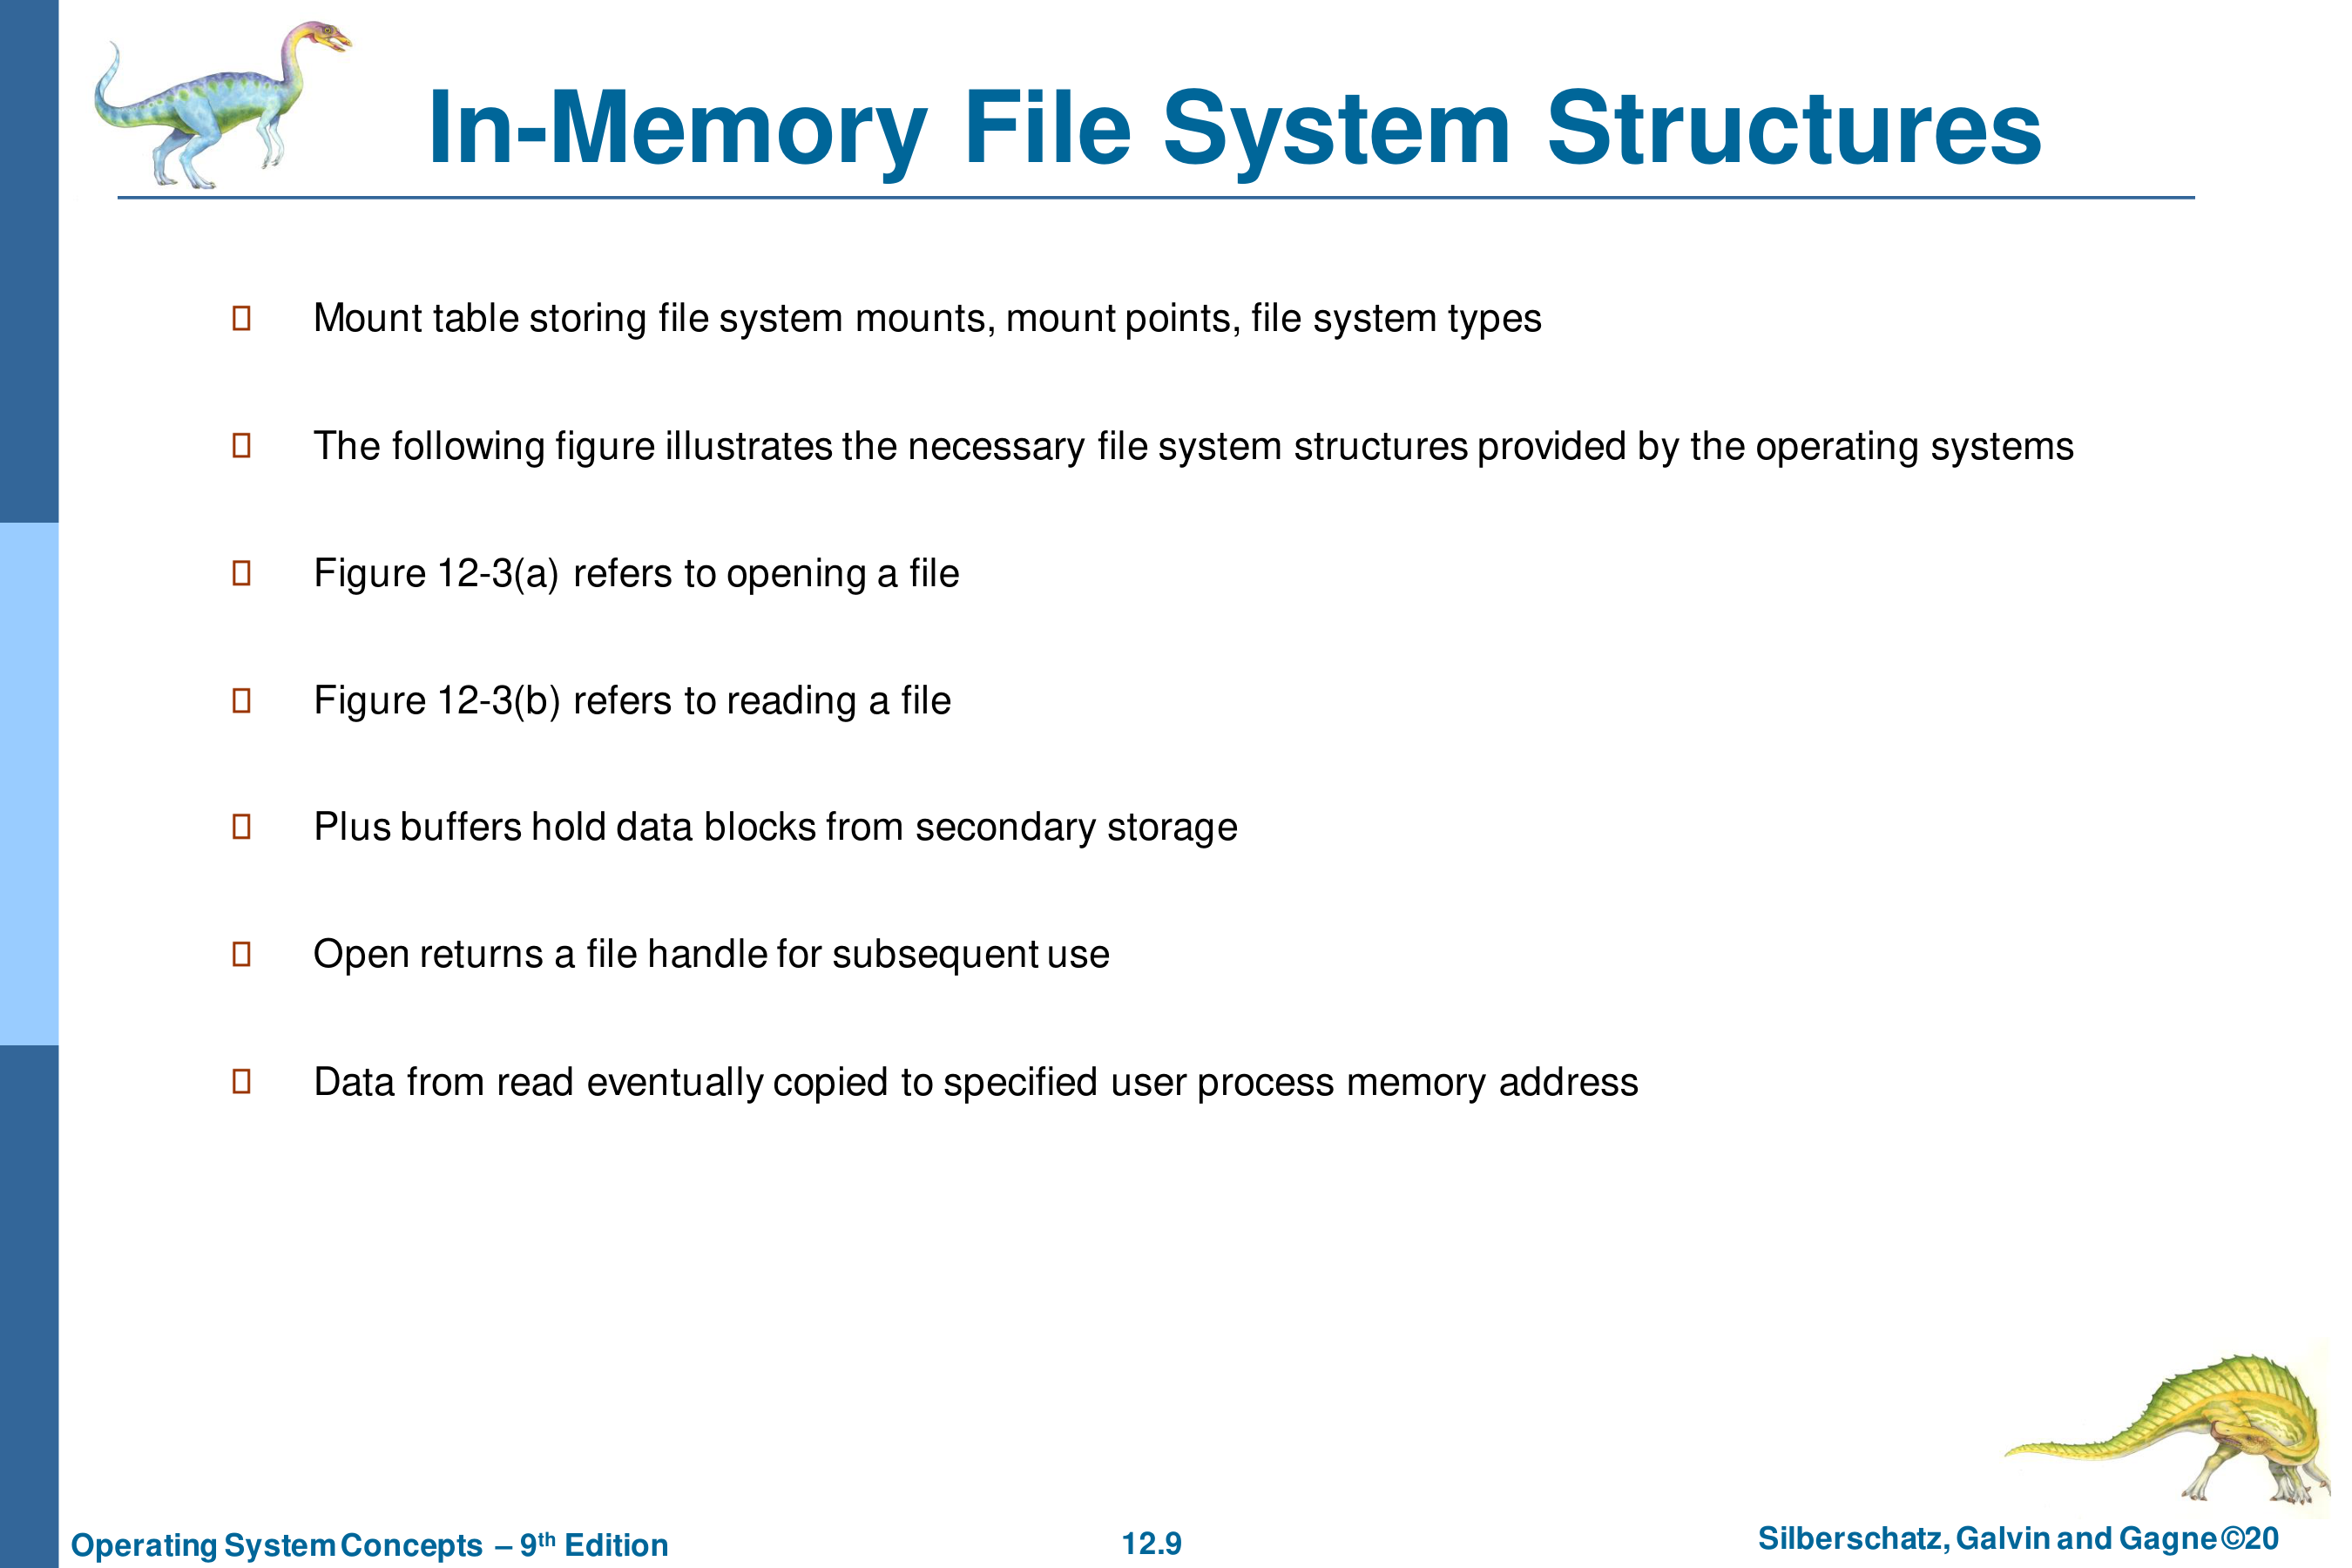 In-Memory File System Structures
Mount table storing file system mounts, mount points, file system types
The following figure illustrates the necessary file system structures provided by the operating systems
Figure 12-3(a) refers to opening a file
Figure 12-3(b) refers to reading a file
Plus buffers hold data blocks from secondary storage
Open returns a file handle for subsequent use
Data from read eventually copied to specified user process memory address
Operating System Concepts – 9th Edition
12.9
Silberschatz, Galvin and Gagne ©20